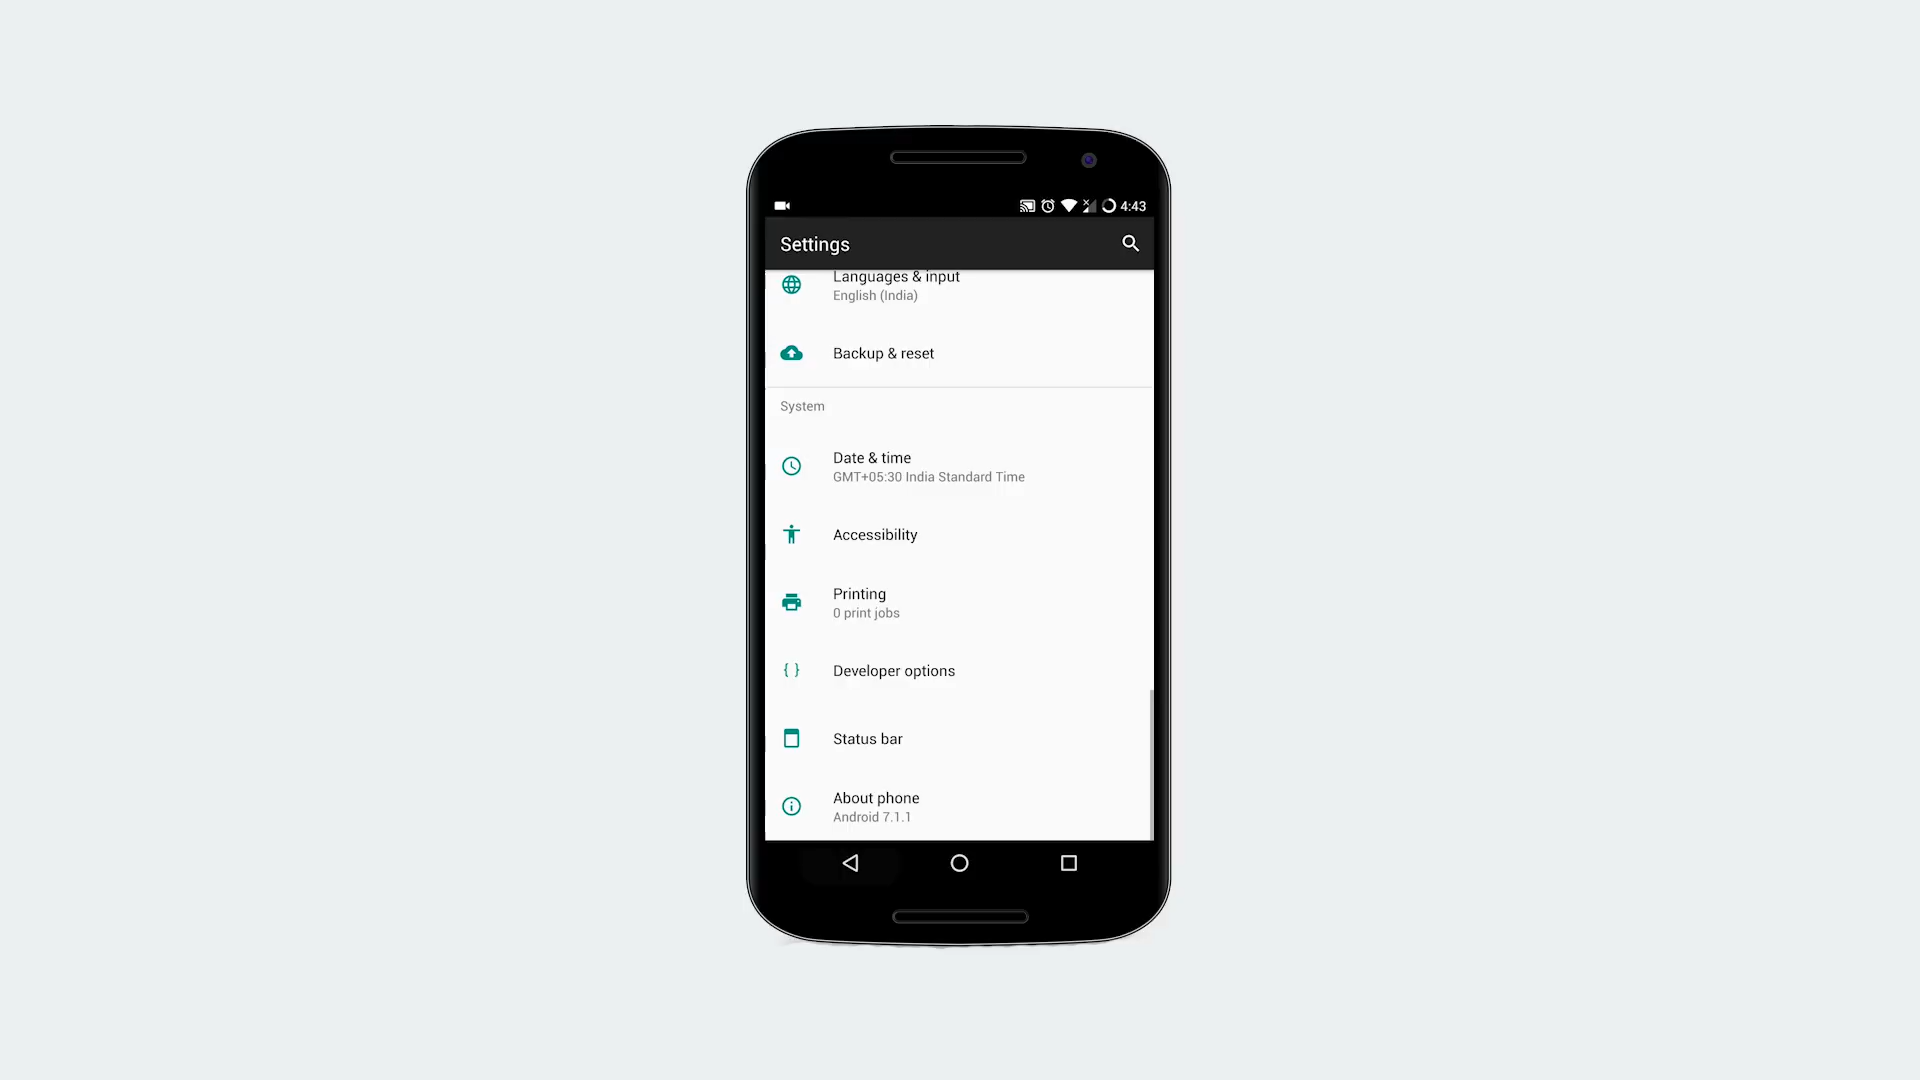 4:43
Settings
Languages & input
English (India)
Backup & reset
System
Date & time
GMT+05:30 India Standard Time
Accessibility
Printing
0 print jobs
{ } Developer options
Status bar
About phone
Android 7.1.1